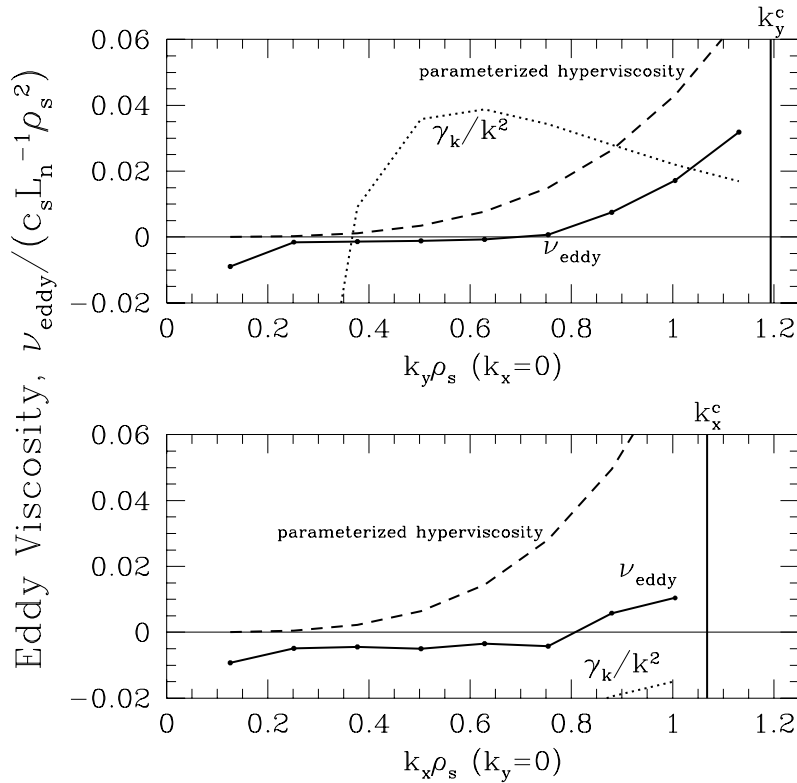 Eddy Viscosity, ν_eddy/(c_s L_n^−1 ρ_s^2)
k_y^c
0.06
parameterized hyperviscosity
0.04
γ_k/k^2
0.02
0
ν_eddy
−0.02
0 0.2 0.4 0.6 0.8 1 1.2
k_y ρ_s (k_x=0)
k_x^c
0.06
0.04
parameterized hyperviscosity
0.02
ν_eddy
0
γ_k/k^2
−0.02
0 0.2 0.4 0.6 0.8 1 1.2
k_x ρ_s (k_y=0)